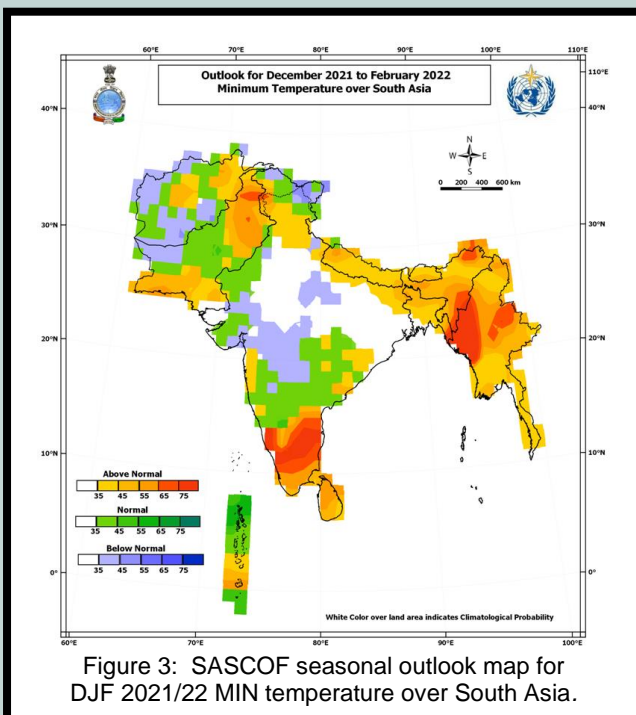 60°E 70°E 80°E 90°E 100°E
Outlook for December 2021 to February 2022
Minimum Temperature over South Asia
110°E
40°N 40°N
N
W E
S
0 200 400 600 km
30°N 30°N
20°N 20°N
10°N 10°N
Above Normal
35 45 55 65 75
Normal
35 45 55 65 75
Below Normal
35 45 55 65 75
0° 0°
White Color over land area indicates Climatological Probability
60°E 70°E 80°E 90°E 100°E
Figure 3: SASCOF seasonal outlook map for
DJF 2021/22 MIN temperature over South Asia.